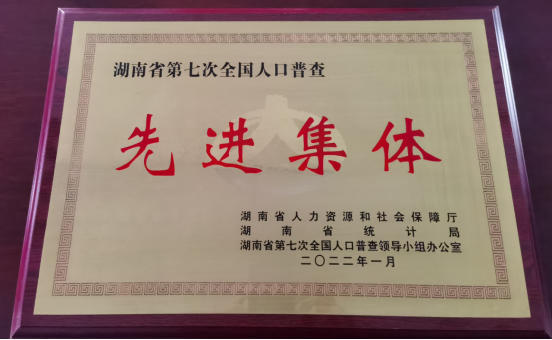 湖南省第七次全国人口普查
先进集体
湖南省人力资源和社会保障厅
湖南省统计局
湖南省第七次全国人口普查领导小组办公室
二〇二二年一月